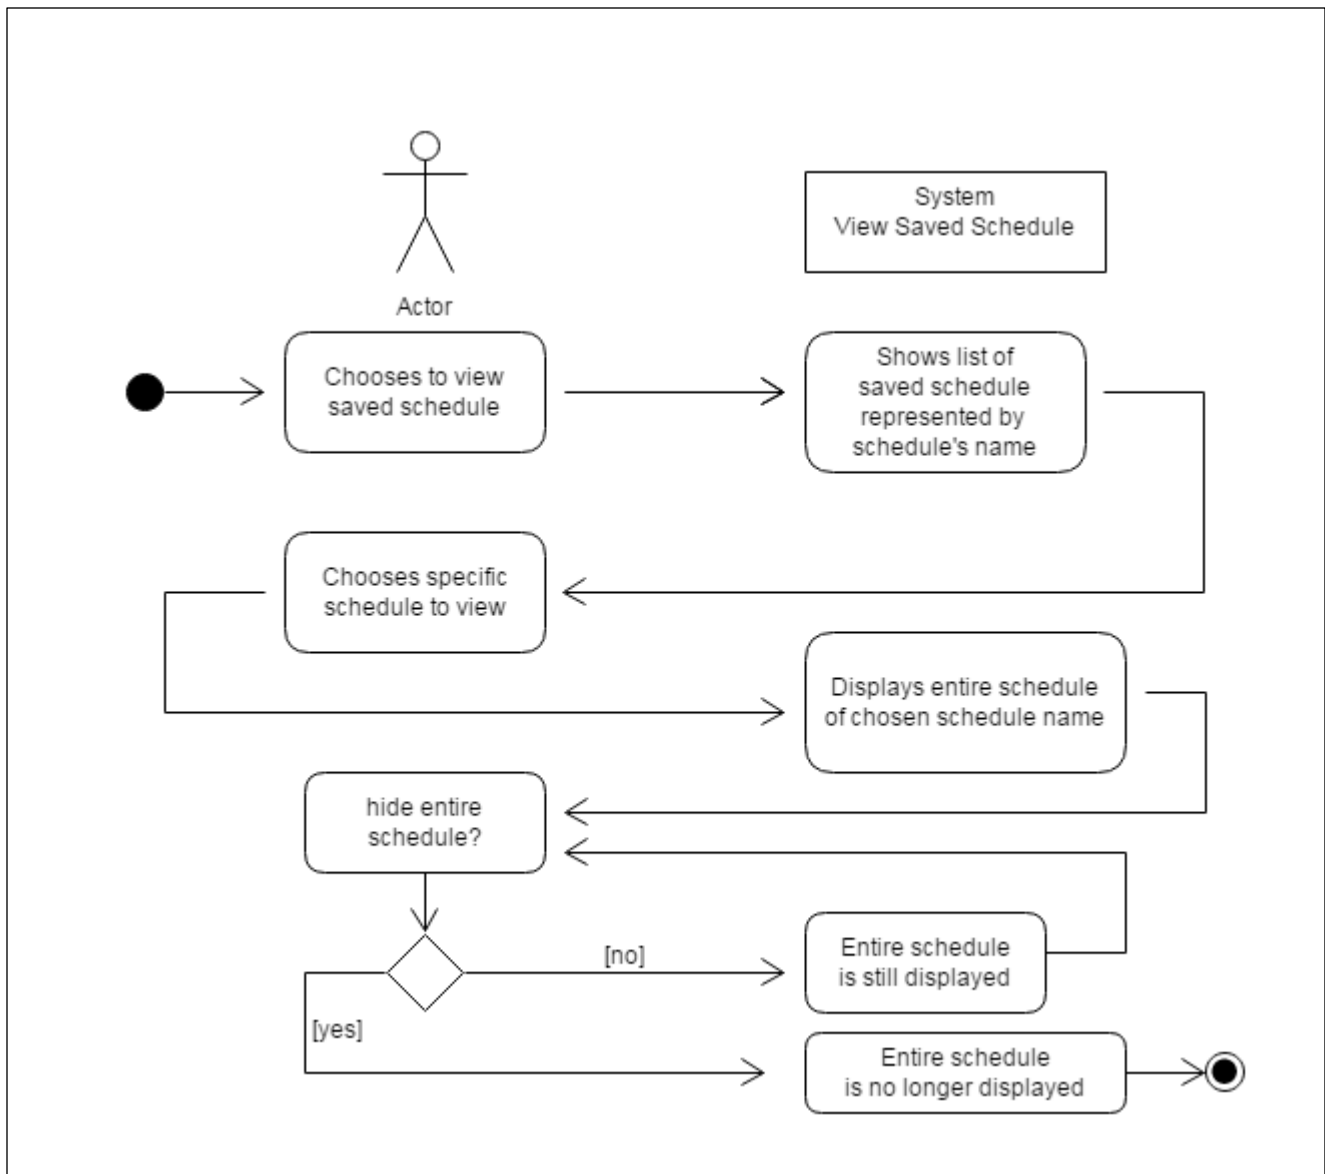 System
View Saved Schedule
Actor
Chooses to view
saved schedule
Shows list of
saved schedule
represented by
schedule's name
Chooses specific
schedule to view
Displays entire schedule
of chosen schedule name
hide entire
schedule?
[no]
Entire schedule
is still displayed
[yes]
Entire schedule
is no longer displayed